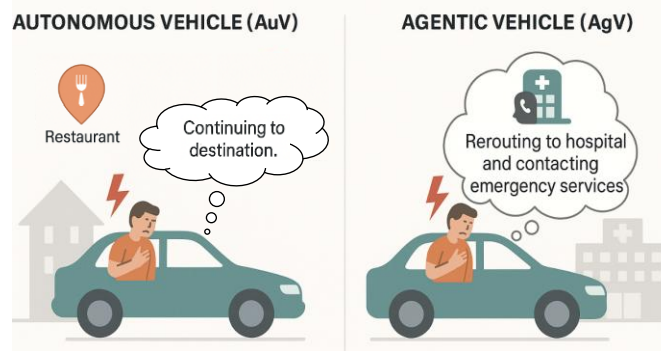 AUTONOMOUS VEHICLE (AuV)
Restaurant
Continuing to
destination.
AGENTIC VEHICLE (AgV)
Rerouting to hospital
and contacting
emergency services